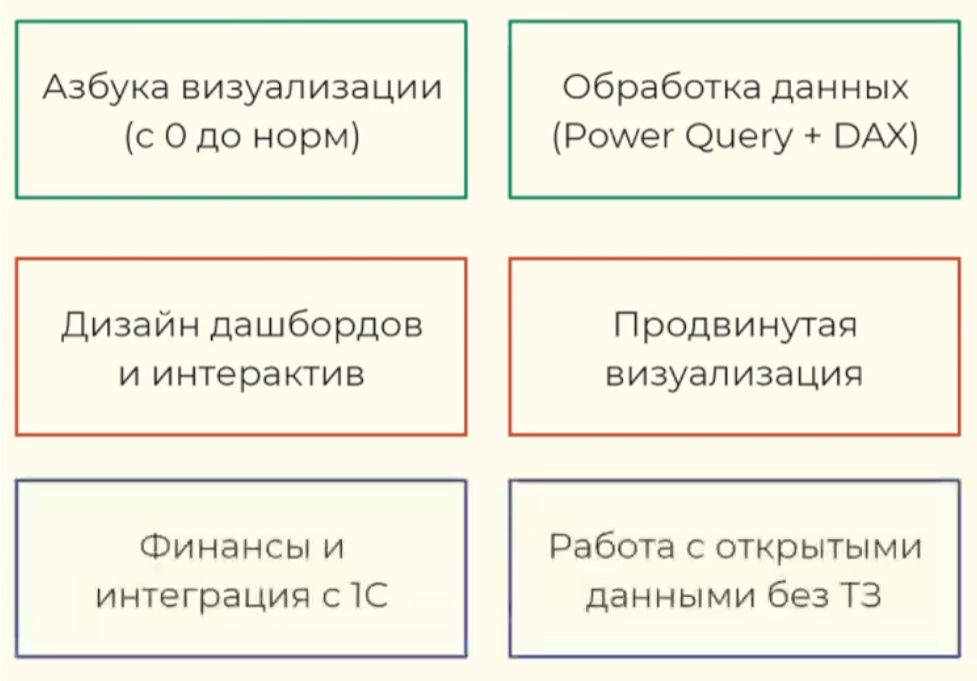 Азбука визуализации
(с 0 до норм)
Обработка данных
(Power Query + DAX)
Дизайн дашбордов
и интерактив
Продвинутая
визуализация
Финансы и
интеграция с 1С
Работа с открытыми
данными без ТЗ